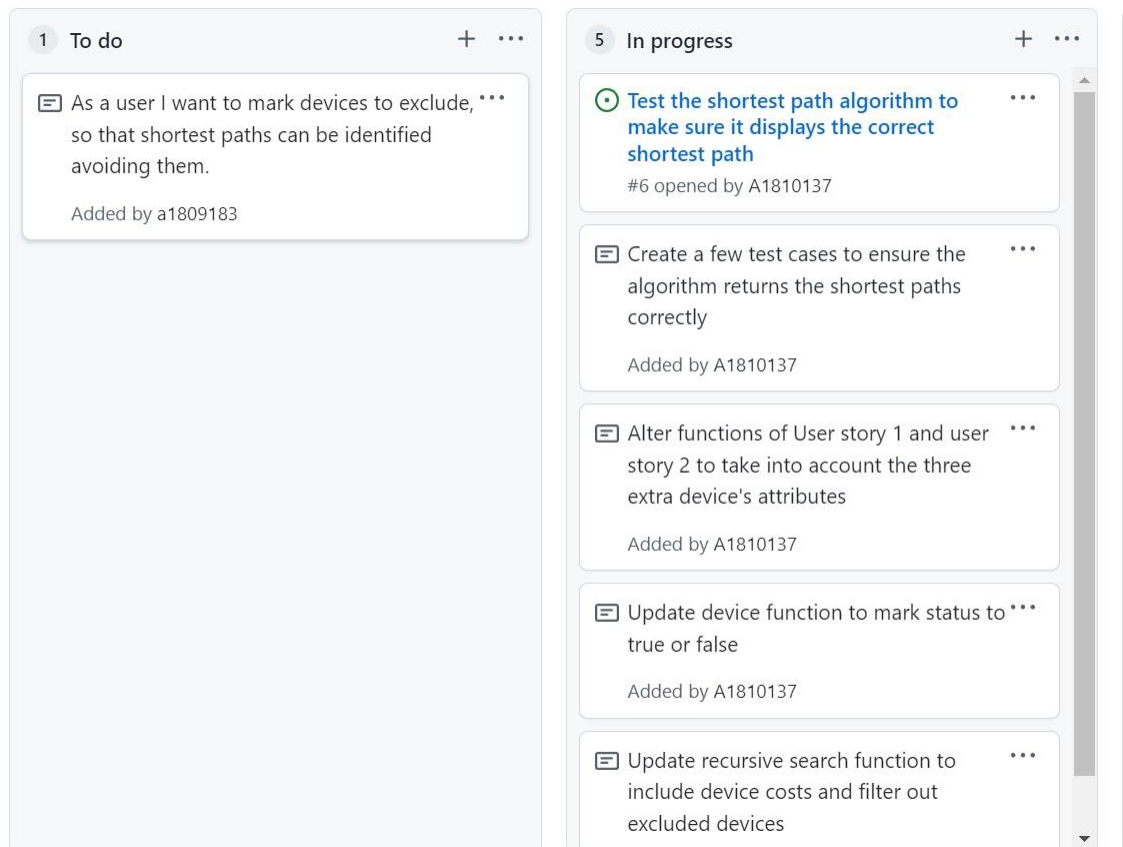 1 To do
As a user I want to mark devices to exclude,
so that shortest paths can be identified
avoiding them.
Added by a1809183
5 In progress
Test the shortest path algorithm to
make sure it displays the correct
shortest path
#6 opened by A1810137
Create a few test cases to ensure the
algorithm returns the shortest paths
correctly
Added by A1810137
Alter functions of User story 1 and user
story 2 to take into account the three
extra device's attributes
Added by A1810137
Update device function to mark status to
true or false
Added by A1810137
Update recursive search function to
include device costs and filter out
excluded devices